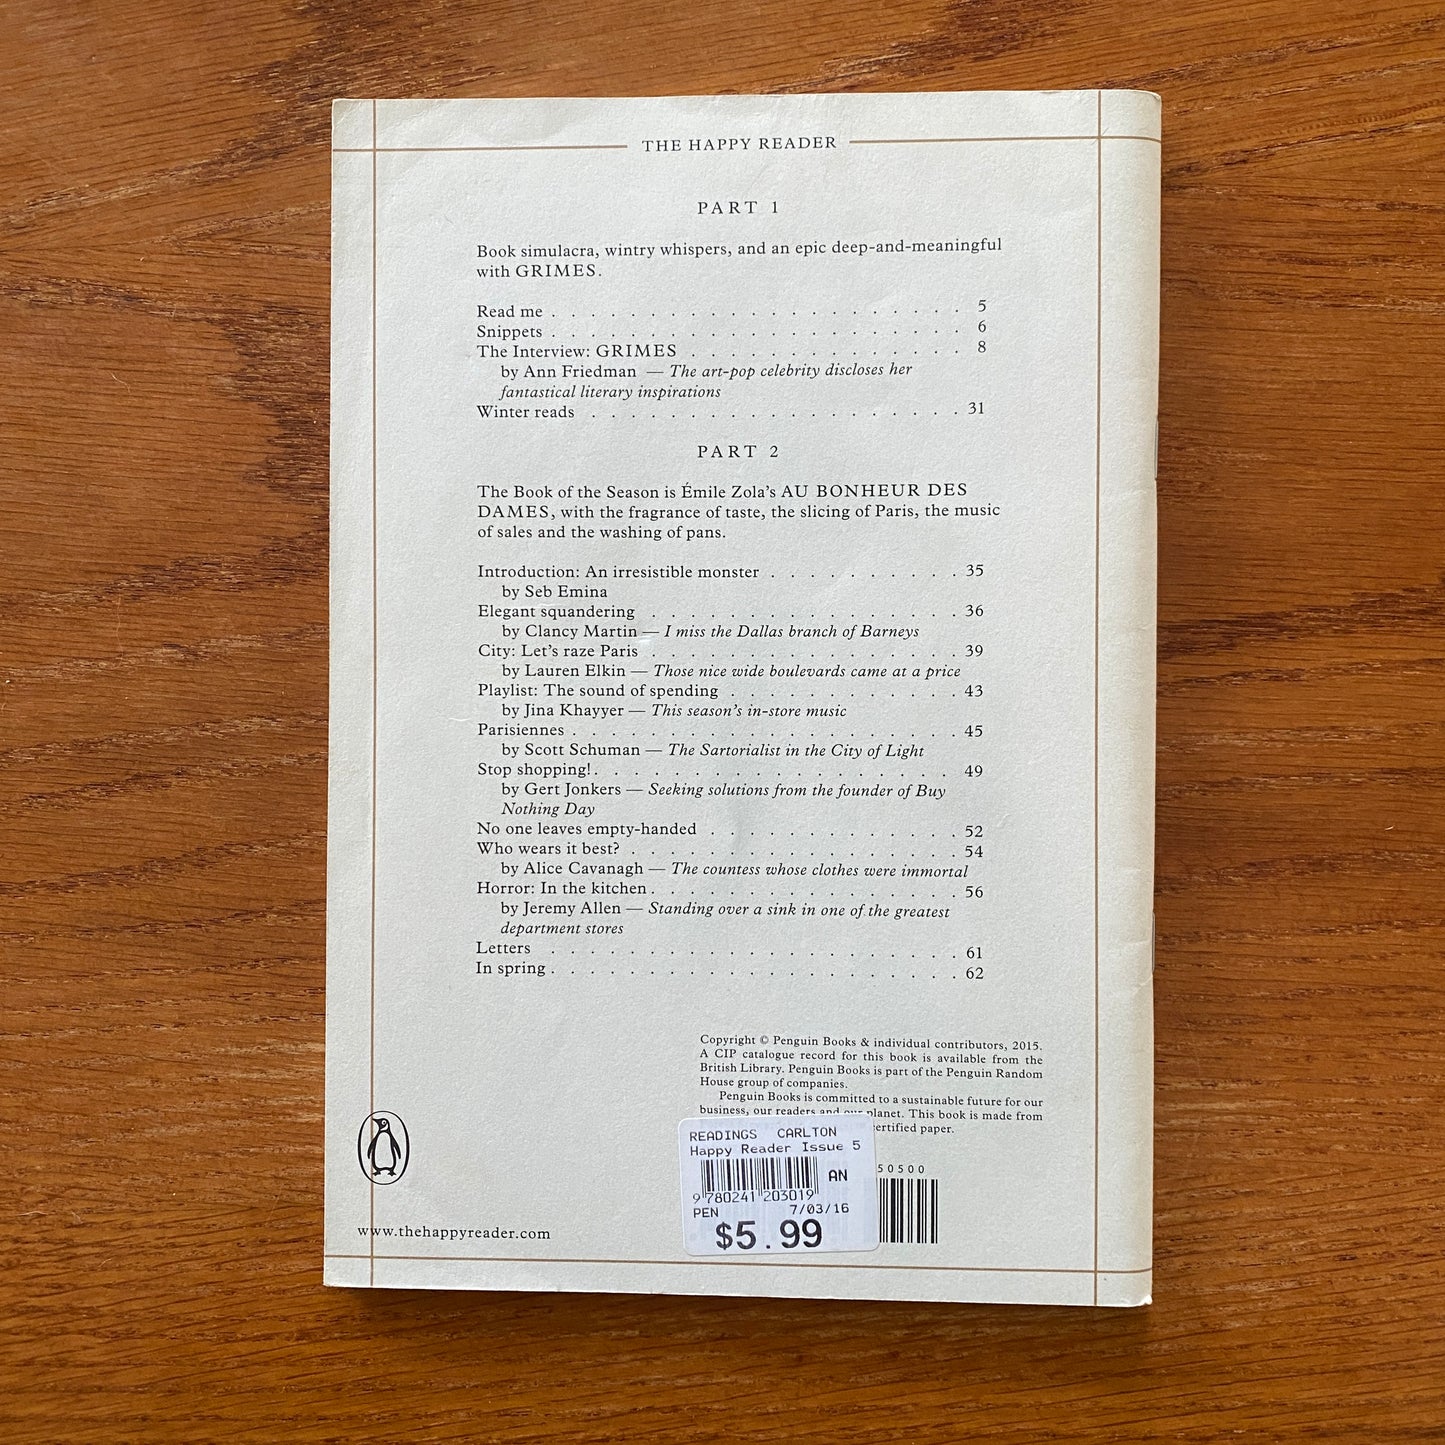 THE HAPPY READER
PART 1
Book simulacra, wintry whispers, and an epic deep-and-meaningful
with GRIMES.
Read me . . . . . . . . . . . . . . . . . . . . . 5
Snippets . . . . . . . . . . . . . . . . . . . . . 6
The Interview: GRIMES . . . . . . . . . . . . . . 8
by Ann Friedman — The art-pop celebrity discloses her
fantastical literary inspirations
Winter reads . . . . . . . . . . . . . . . . . . . 31
PART 2
The Book of the Season is Émile Zola's AU BONHEUR DES
DAMES, with the fragrance of taste, the slicing of Paris, the music
of sales and the washing of pans.
Introduction: An irresistible monster . . . . . . . . . . 35
by Seb Emina
Elegant squandering . . . . . . . . . . . . . . . . 36
by Clancy Martin — I miss the Dallas branch of Barneys
City: Let's raze Paris . . . . . . . . . . . . . . . . 39
by Lauren Elkin — Those nice wide boulevards came at a price
Playlist: The sound of spending . . . . . . . . . . . . 43
by Jina Khayyer — This season's in-store music
Parisiennes . . . . . . . . . . . . . . . . . . . . 45
by Scott Schuman — The Sartorialist in the City of Light
Stop shopping! . . . . . . . . . . . . . . . . . . 49
by Gert Jonkers — Seeking solutions from the founder of Buy
Nothing Day
No one leaves empty-handed . . . . . . . . . . . . . 52
Who wears it best? . . . . . . . . . . . . . . . . . 54
by Alice Cavanagh — The countess whose clothes were immortal
Horror: In the kitchen . . . . . . . . . . . . . . . . 56
by Jeremy Allen — Standing over a sink in one of the greatest
department stores
Letters . . . . . . . . . . . . . . . . . . . . . 61
In spring . . . . . . . . . . . . . . . . . . . . . 62
Copyright © Penguin Books & individual contributors, 2015.
A CIP catalogue record for this book is available from the
British Library. Penguin Books is part of the Penguin Random
House group of companies.
Penguin Books is committed to a sustainable future for our
business, our readers and our planet. This book is made from
certified paper.
READINGS CARLTON
Happy Reader Issue 5
AN
9 780241 203019
PEN 7/03/16
$5.99
50500
www.thehappyreader.com